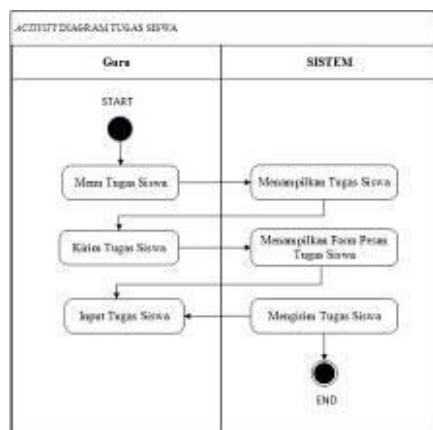 ACTIVITY DIAGRAM TUGAS SISWA
Guru
SISTEM
START
Menu Tugas Siswa
Menampilkan Tugas Siswa
Kirim Tugas Siswa
Menampilkan Form Pesan
Tugas Siswa
Input Tugas Siswa
Mengirim Tugas Siswa
END